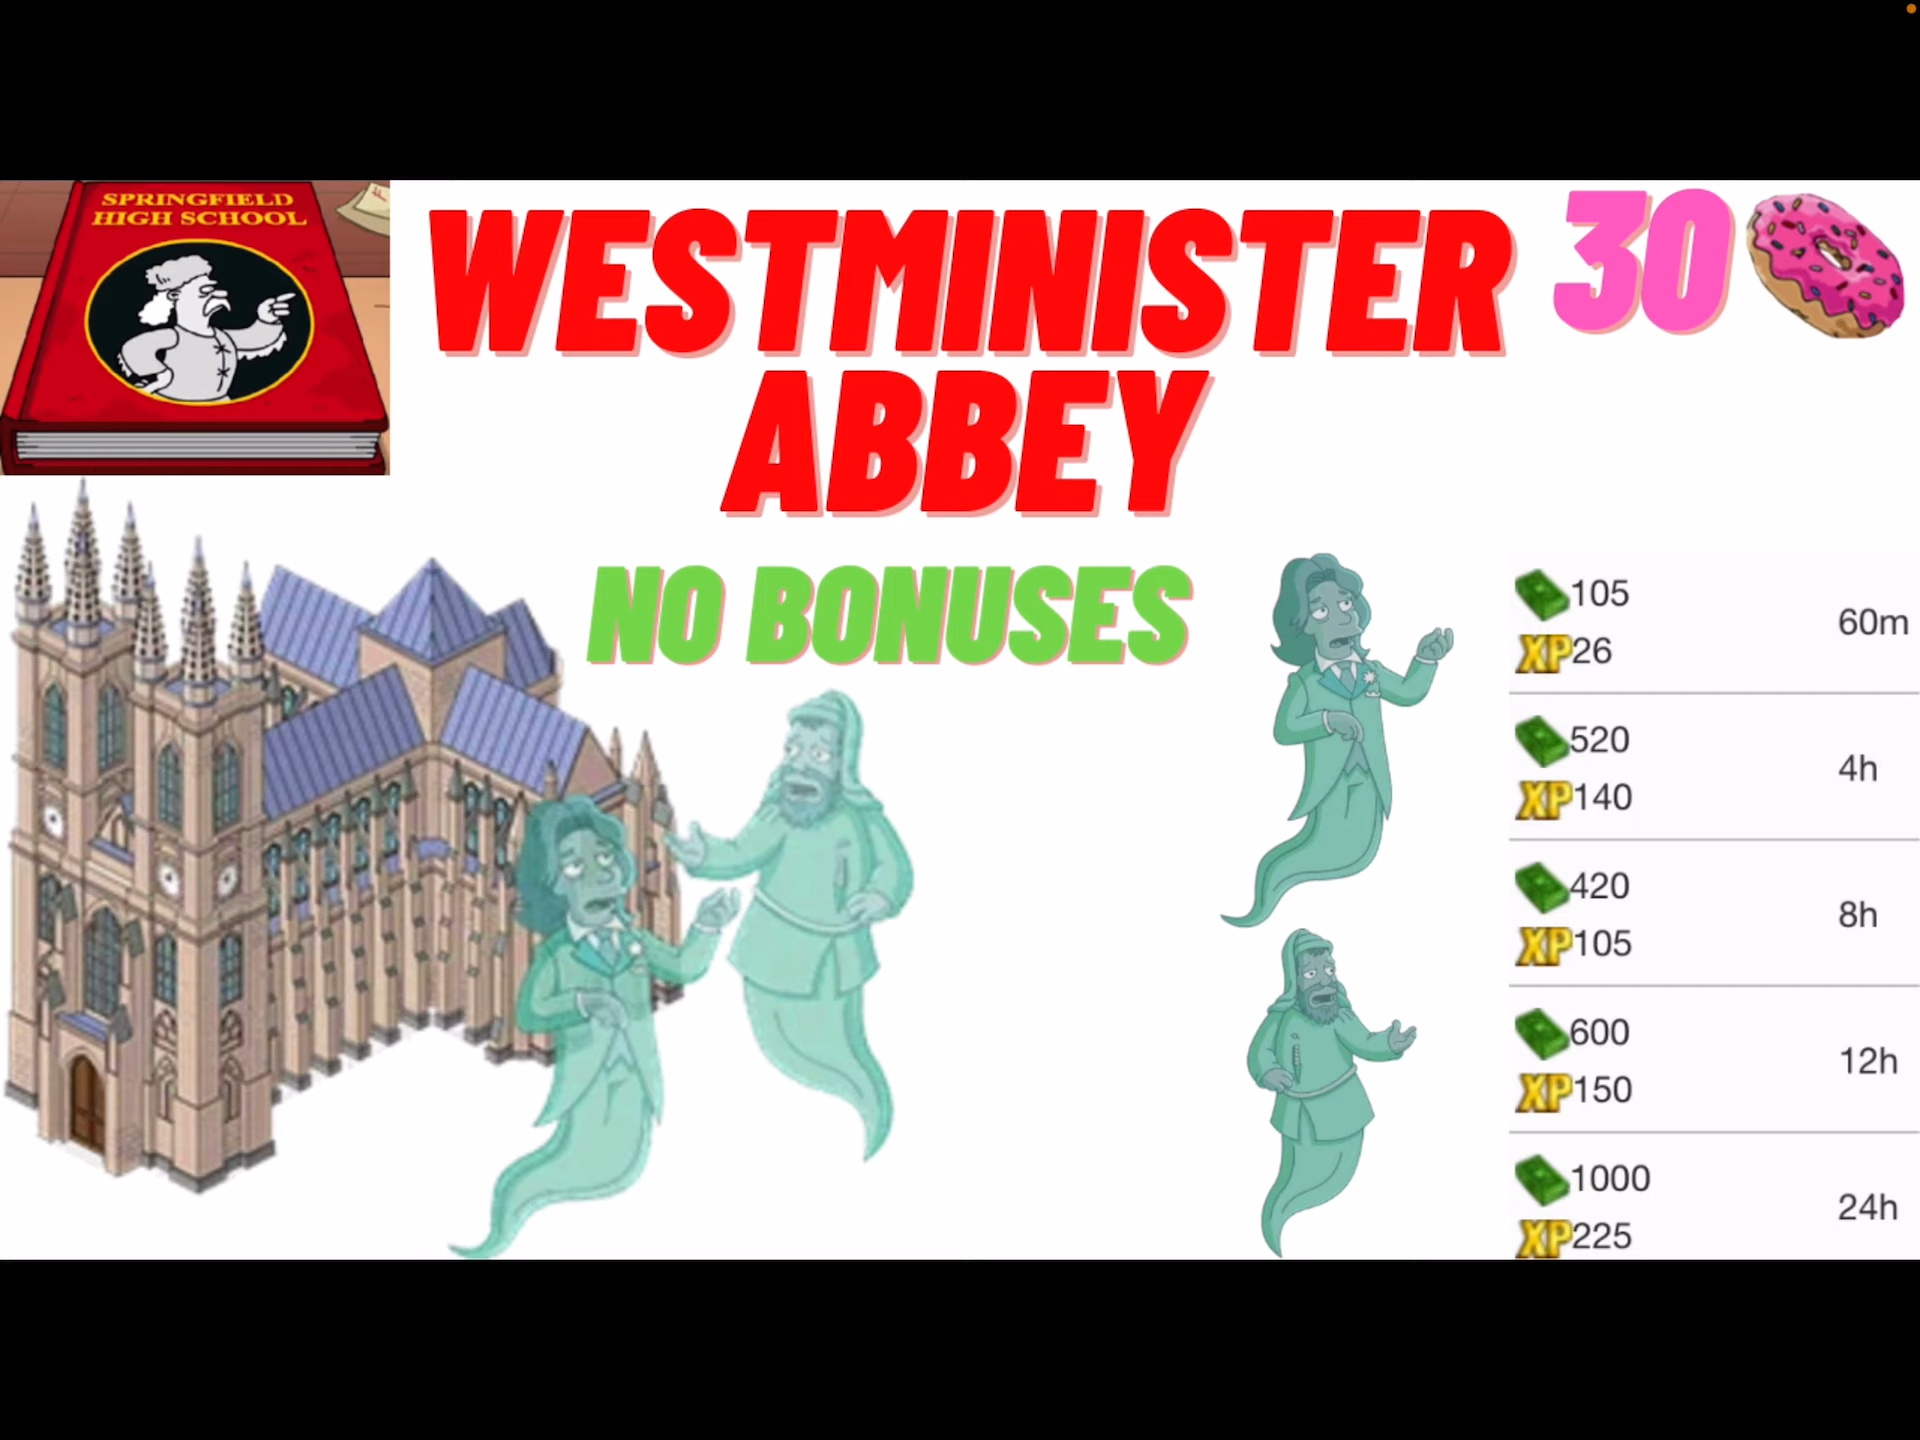 SPRINGFIELD
HIGH SCHOOL
WESTMINISTER
ABBEY
30
NO BONUSES
105
XP26
60m
520
XP140
4h
420
XP105
8h
600
XP150
12h
1000
XP225
24h